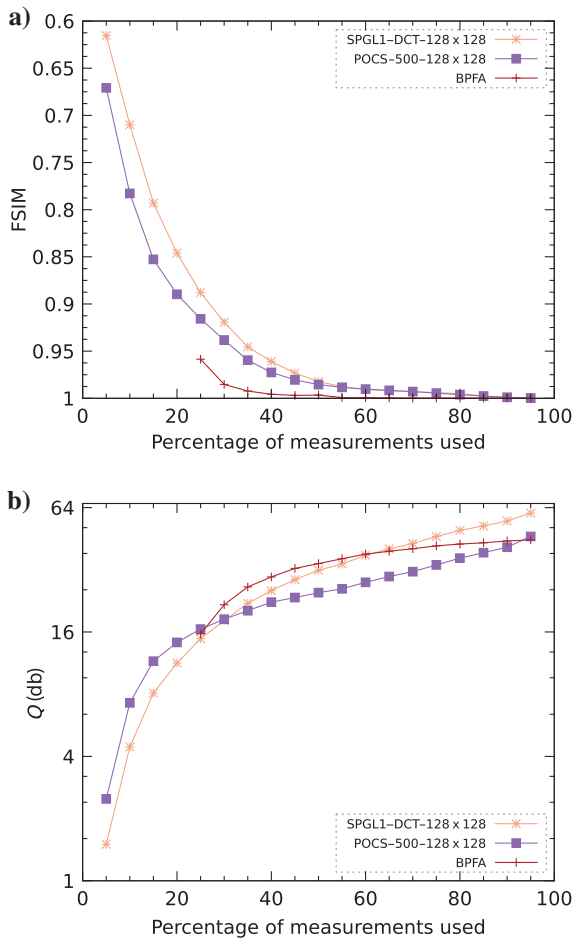 a)
0.6
0.65
0.7
0.75
0.8
0.85
0.9
0.95
1
FSIM
SPGL1–DCT–128 x 128
POCS–500–128 x 128
BPFA
0 20 40 60 80 100
Percentage of measurements used
b)
64
16
4
1
Q (db)
SPGL1–DCT–128 x 128
POCS–500–128 x 128
BPFA
0 20 40 60 80 100
Percentage of measurements used